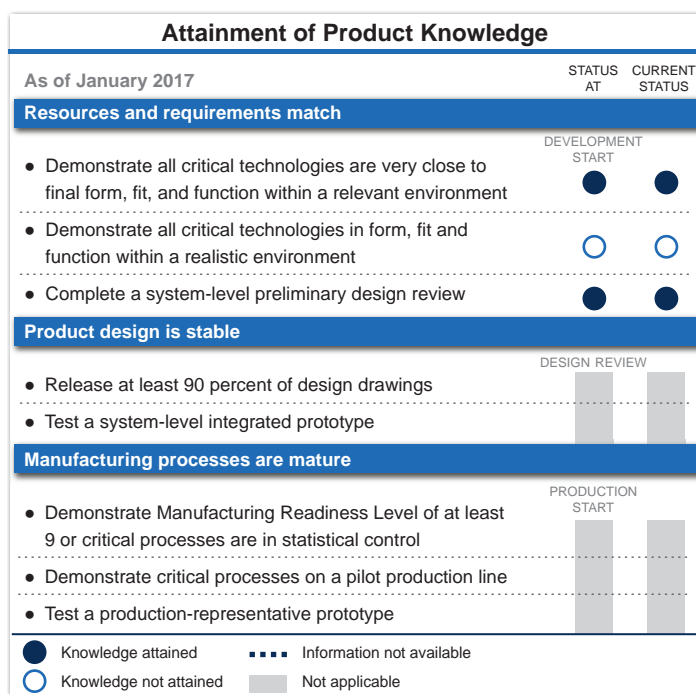 Attainment of Product Knowledge
As of January 2017
STATUS AT
CURRENT STATUS
Resources and requirements match
DEVELOPMENT START
● Demonstrate all critical technologies are very close to
final form, fit, and function within a relevant environment
● Demonstrate all critical technologies in form, fit and
function within a realistic environment
● Complete a system-level preliminary design review
Product design is stable
DESIGN REVIEW
● Release at least 90 percent of design drawings
● Test a system-level integrated prototype
Manufacturing processes are mature
PRODUCTION START
● Demonstrate Manufacturing Readiness Level of at least
9 or critical processes are in statistical control
● Demonstrate critical processes on a pilot production line
● Test a production-representative prototype
Knowledge attained
Information not available
Knowledge not attained
Not applicable